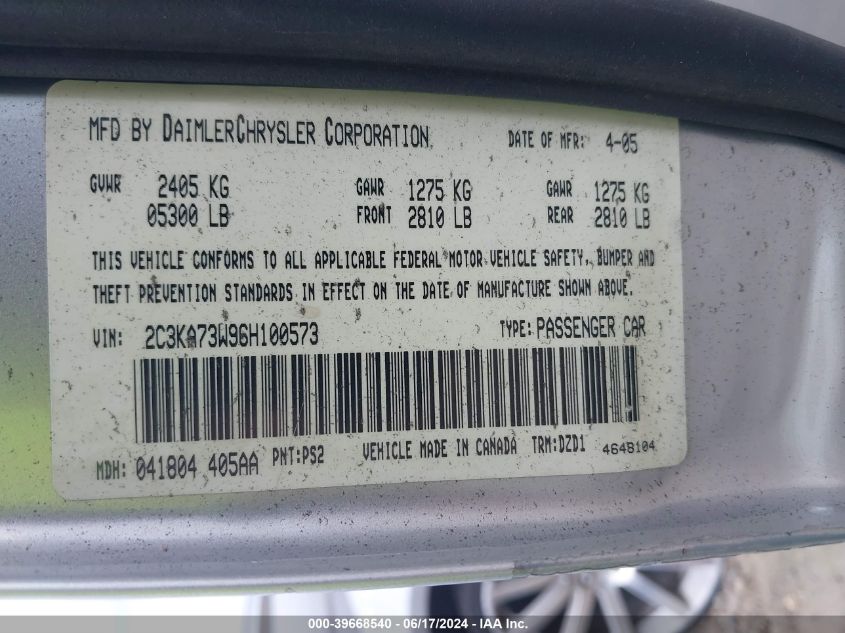 MFD BY DAIMLERCHRYSLER CORPORATION DATE OF MFR: 4-05
GVWR 2405 KG GAWR 1275 KG GAWR 1275 KG
05300 LB FRONT 2810 LB REAR 2810 LB
THIS VEHICLE CONFORMS TO ALL APPLICABLE FEDERAL MOTOR VEHICLE SAFETY, BUMPER AND
THEFT PREVENTION STANDARDS IN EFFECT ON THE DATE OF MANUFACTURE SHOWN ABOVE.
VIN: 2C3KA73W96H100573 TYPE: PASSENGER CAR
MDH: 041804 405AA PNT:PS2 VEHICLE MADE IN CANADA TRM:DZD1 4648104
000-39668540 - 06/17/2024 - IAA Inc.